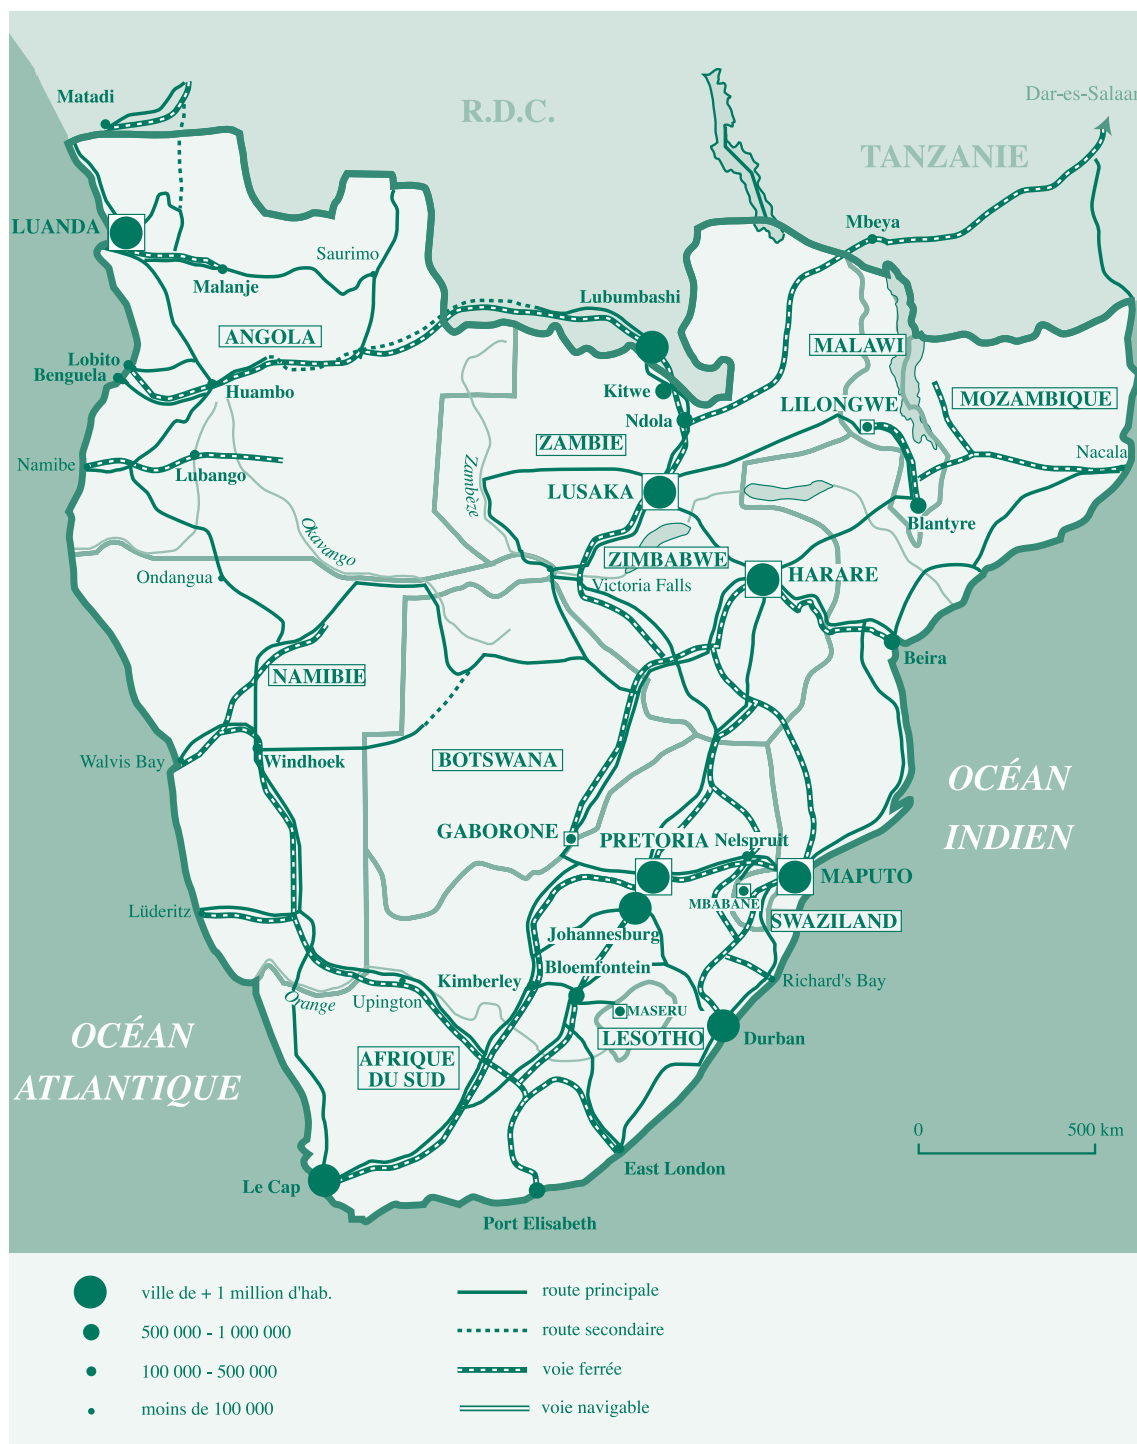 Matadi
R.D.C.
Dar-es-Salaam
TANZANIE
LUANDA
Mbeya
Saurimo
Malanje
Lubumbashi
ANGOLA
MALAWI
Lobito
Benguela
Huambo
Kitwe
LILONGWE
MOZAMBIQUE
Ndola
ZAMBIE
Nacala
Namibe
Lubango
Zambèze
LUSAKA
Blantyre
Okavango
ZIMBABWE
HARARE
Ondangua
Victoria Falls
Beira
NAMIBIE
Walvis Bay
Windhoek
BOTSWANA
OCÉAN
INDIEN
GABORONE
PRETORIA
Nelspruit
MAPUTO
MBABANE
Lüderitz
SWAZILAND
Johannesburg
Bloemfontein
Kimberley
Richard's Bay
Orange
Upington
MASERU
OCÉAN
ATLANTIQUE
LESOTHO
Durban
AFRIQUE
DU SUD
0 500 km
East London
Le Cap
Port Elisabeth
ville de + 1 million d'hab.
500 000 - 1 000 000
100 000 - 500 000
moins de 100 000
route principale
route secondaire
voie ferrée
voie navigable